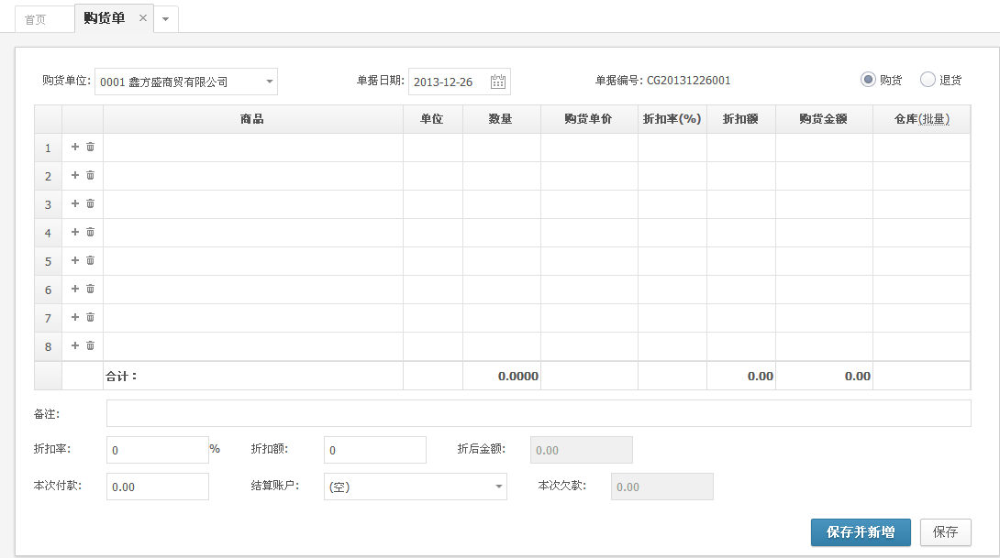 首页 购货单
购货单位: 0001 鑫方盛商贸有限公司 单据日期: 2013-12-26 单据编号: CG20131226001 购货 退货
商品 单位 数量 购货单价 折扣率(%) 折扣额 购货金额 仓库(批量)
1
2
3
4
5
6
7
8
合计： 0.0000 0.00 0.00
备注:
折扣率: 0 % 折扣额: 0 折后金额: 0.00
本次付款: 0.00 结算账户: (空) 本次欠款: 0.00
保存并新增 保存